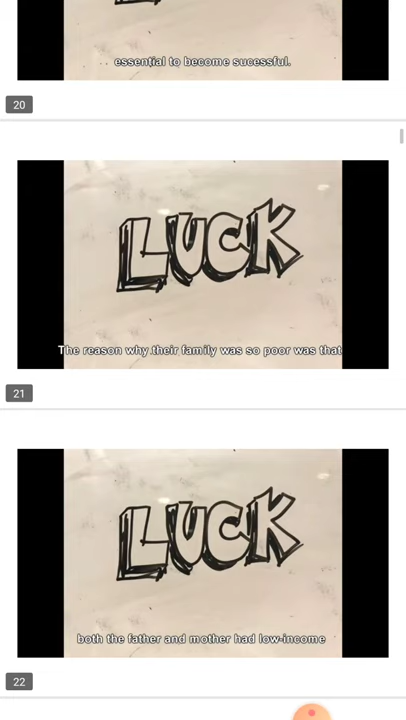 essential to become sucessful.
20
LUCK
The reason why their family was so poor was that
21
LUCK
both the father and mother had low-income
22